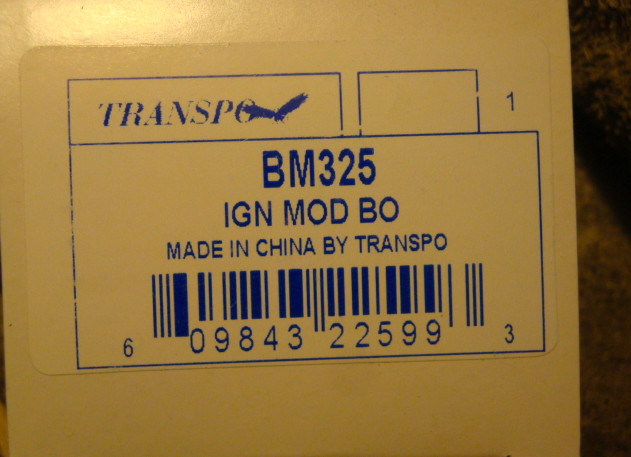 TRANSPO
1
BM325
IGN MOD BO
MADE IN CHINA BY TRANSPO
6 09843 22599 3